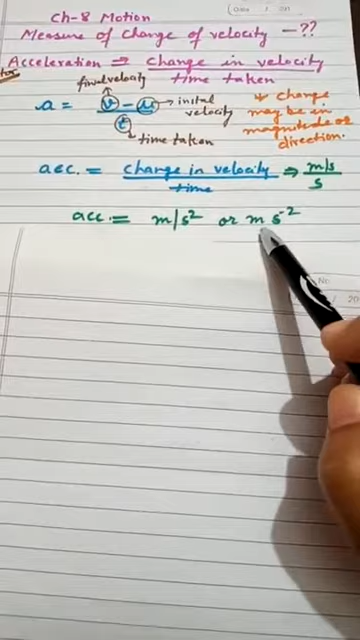 Ch-8 Motion
Measure of Change of velocity - ??
Acceleration ⇒ Change in velocity
time taken
final velocity
a = v - u → initial velocity
t
→ time taken
* Change may be in magnitude or direction.
acc. = change in velocity ⇒ m/s
time s
acc. = m/s² or m s⁻²